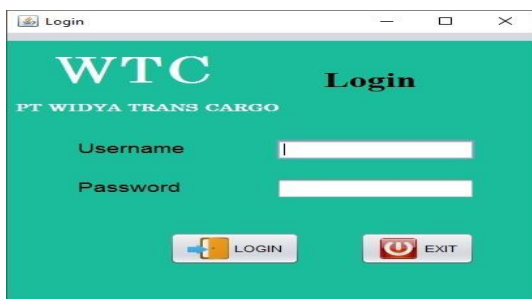 Login
WTC
Login
PT WIDYA TRANS CARGO
Username
Password
LOGIN
EXIT